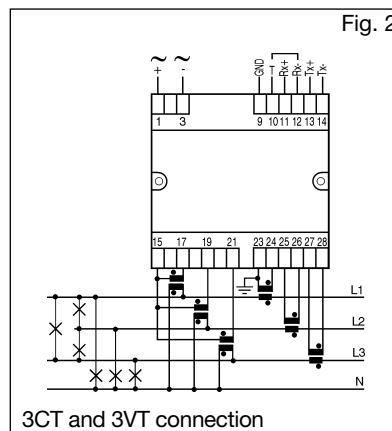 Fig. 2
~ ~
+ -
GND T Rx+ Rx- Tx+ Tx-
1 3 9 10 11 12 13 14
15 17 19 21 23 24 25 26 27 28
L1
L2
L3
N
3CT and 3VT connection